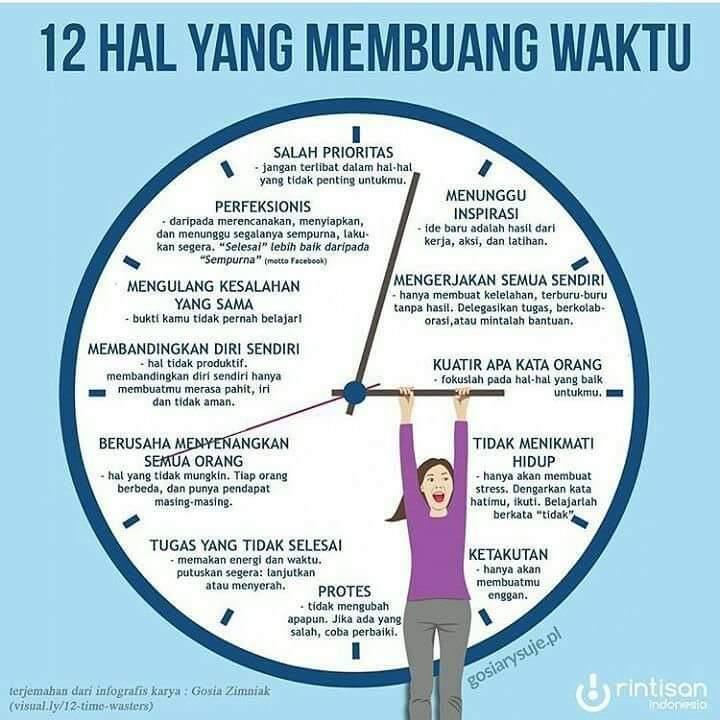 12 HAL YANG MEMBUANG WAKTU
SALAH PRIORITAS
- jangan terlibat dalam hal-hal
yang tidak penting untukmu.
MENUNGGU
INSPIRASI
- ide baru adalah hasil dari
kerja, aksi, dan latihan.
MENGERJAKAN SEMUA SENDIRI
- hanya membuat kelelahan, terburu-buru
tanpa hasil. Delegasikan tugas, berkolab-
orasi,atau mintalah bantuan.
KUATIR APA KATA ORANG
- fokuslah pada hal-hal yang baik
untukmu.
TIDAK MENIKMATI
HIDUP
- hanya akan membuat
stress. Dengarkan kata
hatimu, ikuti. Belajarlah
berkata "tidak"
KETAKUTAN
- hanya akan
membuatmu
enggan.
PROTES
- tidak mengubah
apapun. Jika ada yang
salah, coba perbaiki.
TUGAS YANG TIDAK SELESAI
- memakan energi dan waktu.
putuskan segera: lanjutkan
atau menyerah.
BERUSAHA MENYENANGKAN
SEMUA ORANG
- hal yang tidak mungkin. Tiap orang
berbeda, dan punya pendapat
masing-masing.
MEMBANDINGKAN DIRI SENDIRI
- hal tidak produktif.
membandingkan diri sendiri hanya
membuatmu merasa pahit, iri
dan tidak aman.
MENGULANG KESALAHAN
YANG SAMA
- bukti kamu tidak pernah belajar!
PERFEKSIONIS
- daripada merencanakan, menyiapkan,
dan menunggu segalanya sempurna, laku-
kan segera. "Selesai" lebih baik daripada
"Sempurna" (motto Facebook)
gosiarysuje.pl
terjemahan dari infografis karya : Gosia Zimniak
(visual.ly/12-time-wasters)
rintisan
indonesia